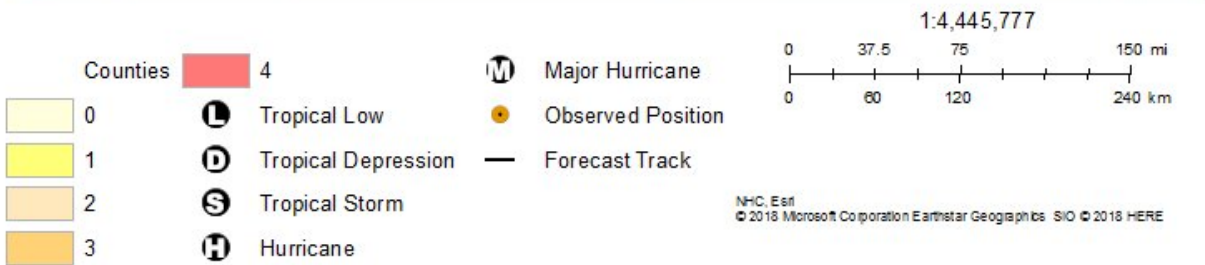 1:4,445,777
0 37.5 75 150 mi
0 60 120 240 km
Counties
0
1
2
3
4
L Tropical Low
D Tropical Depression
S Tropical Storm
H Hurricane
M Major Hurricane
Observed Position
Forecast Track
NHC, Esri
© 2018 Microsoft Corporation Earthstar Geographics SIO © 2018 HERE